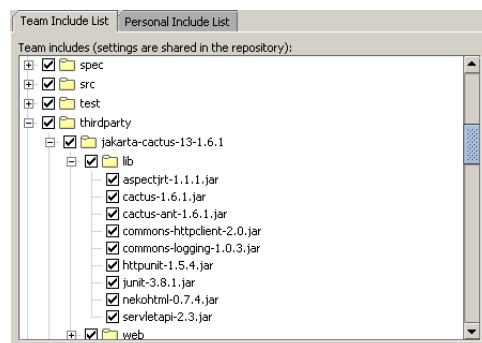 Team Include List Personal Include List
Team includes (settings are shared in the repository):
spec
src
test
thirdparty
jakarta-cactus-13-1.6.1
lib
aspectjrt-1.1.1.jar
cactus-1.6.1.jar
cactus-ant-1.6.1.jar
commons-httpclient-2.0.jar
commons-logging-1.0.3.jar
httpunit-1.5.4.jar
junit-3.8.1.jar
nekohtml-0.7.4.jar
servletapi-2.3.jar
web